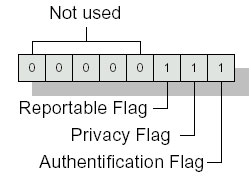 Not used
0 0 0 0 0 1 1 1
Reportable Flag
Privacy Flag
Authentification Flag